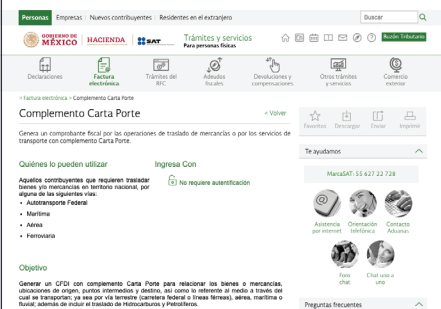 Personas Empresas Nuevos contribuyentes Residentes en el extranjero Buscar
GOBIERNO DE MÉXICO HACIENDA SAT Trámites y servicios
Para personas físicas
Buzón Tributario
Declaraciones
Factura electrónica
Trámites del RFC
Adeudos fiscales
Devoluciones y compensaciones
Otros trámites y servicios
Comercio exterior
> Factura electrónica > Complemento Carta Porte
Complemento Carta Porte < Volver
Favoritos Descargar Enviar Imprimir
Genera un comprobante fiscal por las operaciones de traslado de mercancías o por los servicios de
transporte con complemento Carta Porte.
Quiénes lo pueden utilizar
Aquellos contribuyentes que requieren trasladar
bienes y/o mercancías en territorio nacional, por
alguna de las siguientes vías:
• Autotransporte Federal
• Marítima
• Aérea
• Ferroviaria
Ingresa Con
No requiere autentificación
Objetivo
Generar un CFDI con complemento Carta Porte para relacionar los bienes o mercancías,
ubicaciones de origen, puntos intermedios y destino, así como lo referente al medio a través del
cual se transportan; ya sea por vía terrestre (carretera federal o líneas férreas), aérea, marítima o
fluvial; además de incluir el traslado de Hidrocarburos y Petrolíferos.
Te ayudamos
MarcaSAT: 55 627 22 728
Asistencia por internet
Orientación telefónica
Contacto Aduanas
Foro chat
Chat uno a uno
Preguntas frecuentes